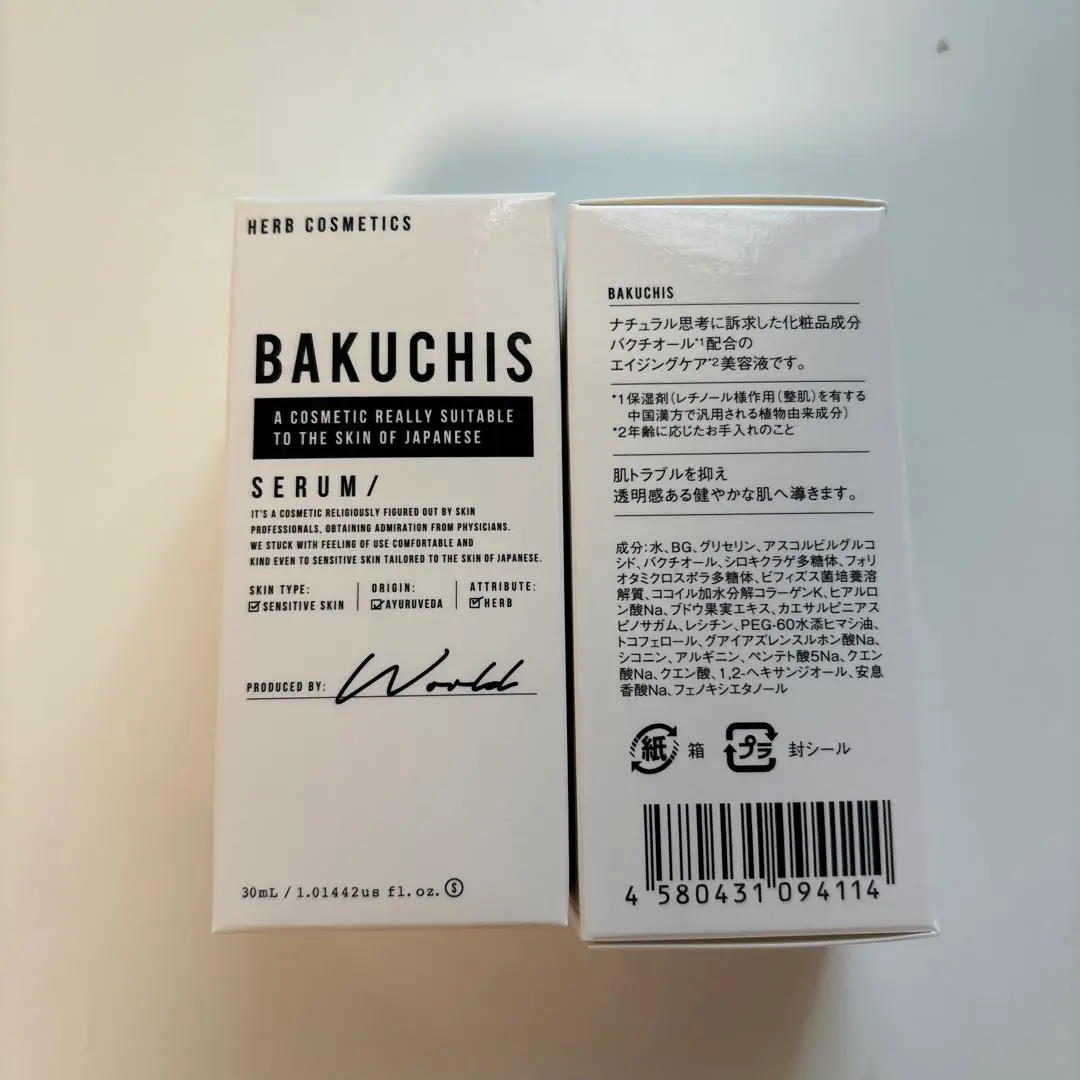 HERB COSMETICS
BAKUCHIS
A COSMETIC REALLY SUITABLE
TO THE SKIN OF JAPANESE
SERUM/
IT'S A COSMETIC RELIGIOUSLY FIGURED OUT BY SKIN
PROFESSIONALS, OBTAINING ADMIRATION FROM PHYSICIANS.
WE STUCK WITH FEELING OF USE COMFORTABLE AND
KIND EVEN TO SENSITIVE SKIN TAILORED TO THE SKIN OF JAPANESE.
SKIN TYPE: ORIGIN: ATTRIBUTE:
SENSITIVE SKIN AYURUVEDA HERB
PRODUCED BY: World
30mL / 1.01442us fl.oz. Ⓢ
BAKUCHIS
ナチュラル思考に訴求した化粧品成分
バクチオール*1配合の
エイジングケア*2美容液です。
*1保湿剤(レチノール様作用(整肌)を有する
中国漢方で汎用される植物由来成分)
*2年齢に応じたお手入れのこと
肌トラブルを抑え
透明感ある健やかな肌へ導きます。
成分:水、BG、グリセリン、アスコルビルグルコ
シド、バクチオール、シロキクラゲ多糖体、フォリ
オタミクロスポラ多糖体、ビフィズス菌培養溶
解質、ココイル加水分解コラーゲンK、ヒアルロ
ン酸Na、ブドウ果実エキス、カエサルピニアス
ピノサガム、レシチン、PEG-60水添ヒマシ油、
トコフェロール、グアイアズレンスルホン酸Na、
シコニン、アルギニン、ペンテト酸5Na、クエン
酸Na、クエン酸、1,2-ヘキサンジオール、安息
香酸Na、フェノキシエタノール
紙 箱 プラ 封シール
4 580431 094114